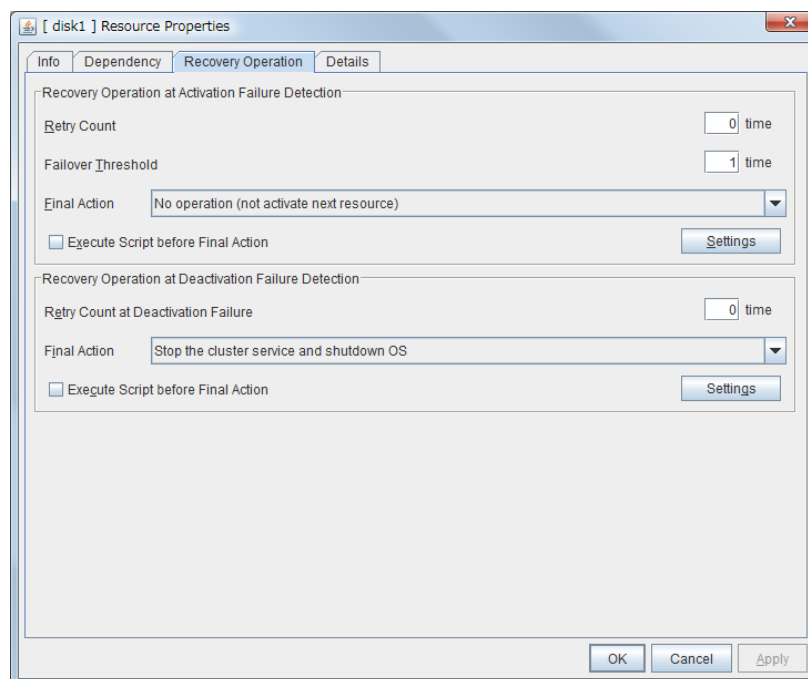 [ disk1 ] Resource Properties
x
Info Dependency Recovery Operation Details
Recovery Operation at Activation Failure Detection
Retry Count 0 time
Failover Threshold 1 time
Final Action No operation (not activate next resource)
Execute Script before Final Action Settings
Recovery Operation at Deactivation Failure Detection
Retry Count at Deactivation Failure 0 time
Final Action Stop the cluster service and shutdown OS
Execute Script before Final Action Settings
OK Cancel Apply